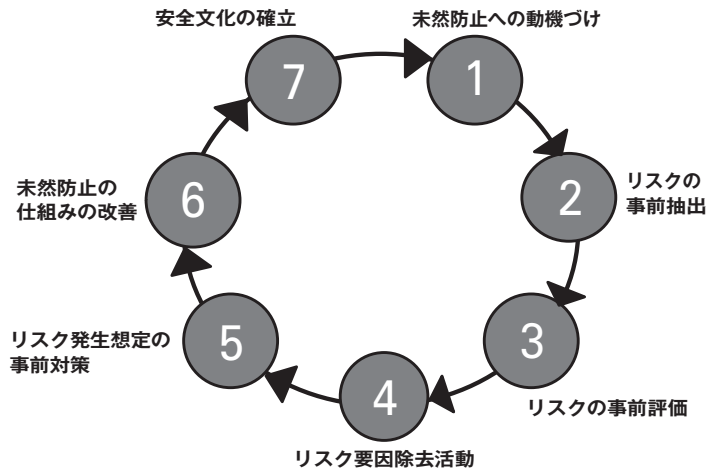 安全文化の確立
未然防止への動機づけ
7
1
未然防止の
仕組みの改善
6
2
リスクの
事前抽出
リスク発生想定の
事前対策
5
3
4
リスクの事前評価
リスク要因除去活動